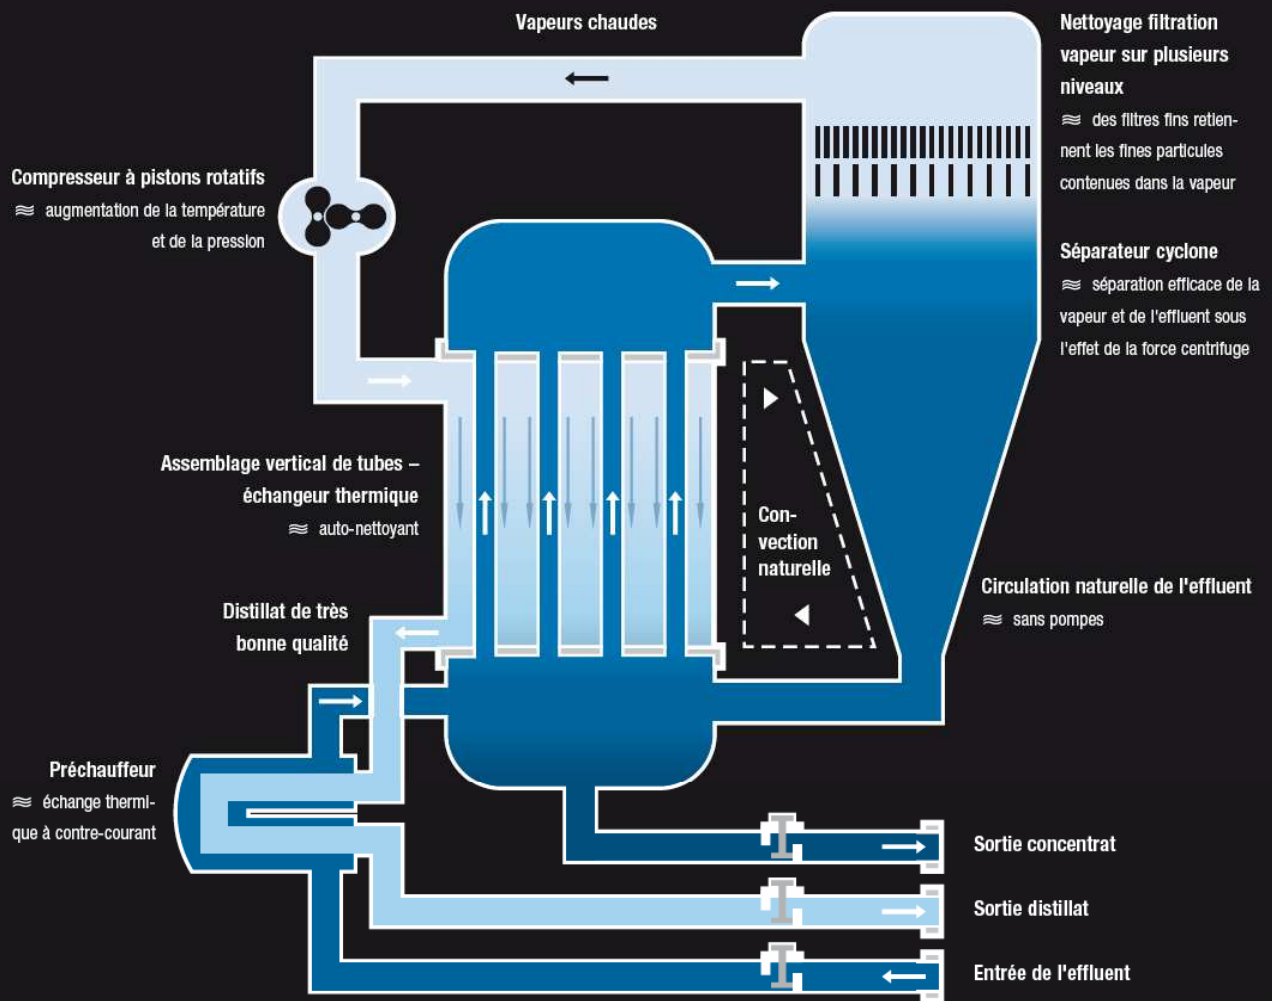 Vapeurs chaudes
Nettoyage filtration
vapeur sur plusieurs
niveaux
≈ des filtres fins retien-
nent les fines particules
contenues dans la vapeur
Compresseur à pistons rotatifs
≈ augmentation de la température
et de la pression
Séparateur cyclone
≈ séparation efficace de la
vapeur et de l'effluent sous
l'effet de la force centrifuge
Assemblage vertical de tubes –
échangeur thermique
≈ auto-nettoyant
Con-
vection
naturelle
Circulation naturelle de l'effluent
≈ sans pompes
Distillat de très
bonne qualité
Préchauffeur
≈ échange thermi-
que à contre-courant
Sortie concentrat
Sortie distillat
Entrée de l'effluent